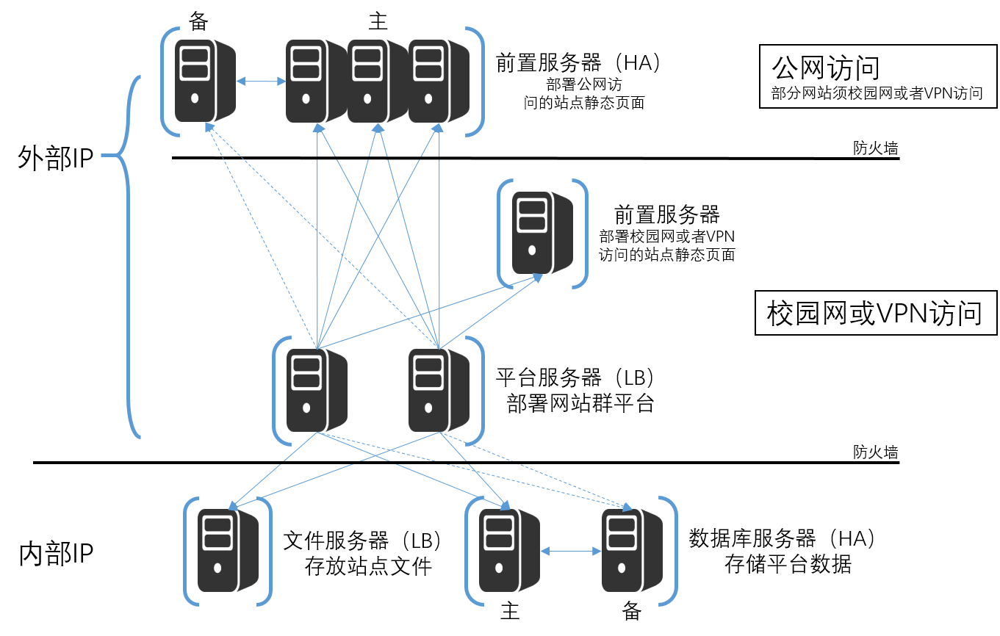 备
主
前置服务器（HA）
部署公网访
问的站点静态页面
公网访问
部分网站须校园网或者VPN访问
防火墙
外部IP
前置服务器
部署校园网或者VPN
访问的站点静态页面
校园网或VPN访问
平台服务器（LB）
部署网站群平台
防火墙
内部IP
文件服务器（LB）
存放站点文件
数据库服务器（HA）
存储平台数据
主
备